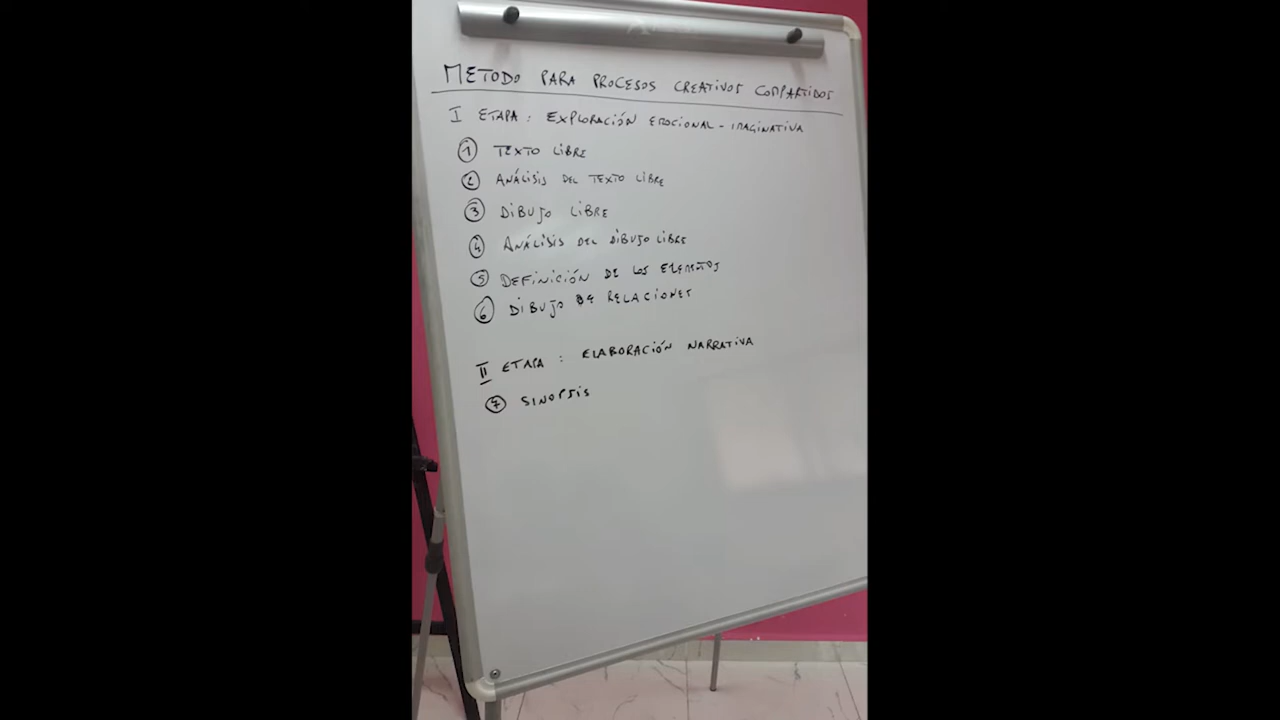 METODO PARA PROCESOS CREATIVOS COMPARTIDOS
I ETAPA: EXPLORACIÓN EMOCIONAL-IMAGINATIVA
1 TEXTO LIBRE
2 ANÁLISIS DEL TEXTO LIBRE
3 DIBUJO LIBRE
4 ANÁLISIS DEL DIBUJO LIBRE
5 DEFINICIÓN DE LOS ELEMENTOS
6 DIBUJO DE RELACIONES
II ETAPA: ELABORACIÓN NARRATIVA
7 SINOPSIS